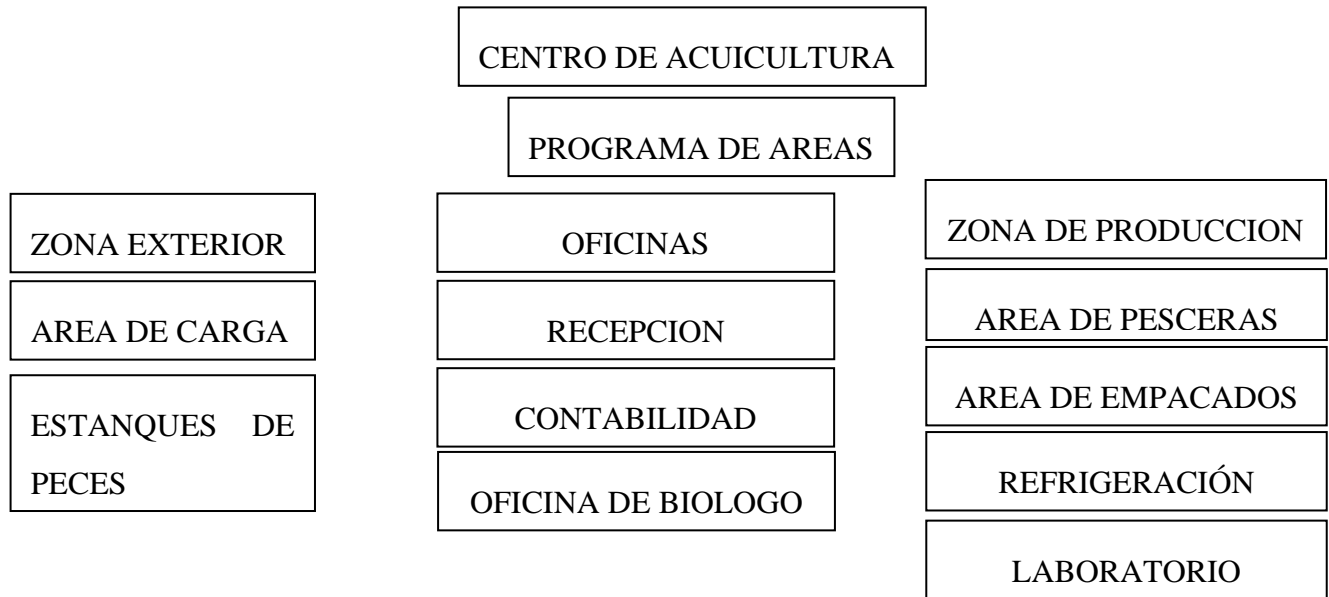 CENTRO DE ACUICULTURA
PROGRAMA DE AREAS
ZONA EXTERIOR
AREA DE CARGA
ESTANQUES DE
PECES
OFICINAS
RECEPCION
CONTABILIDAD
OFICINA DE BIOLOGO
ZONA DE PRODUCCION
AREA DE PESCERAS
AREA DE EMPACADOS
REFRIGERACIÓN
LABORATORIO